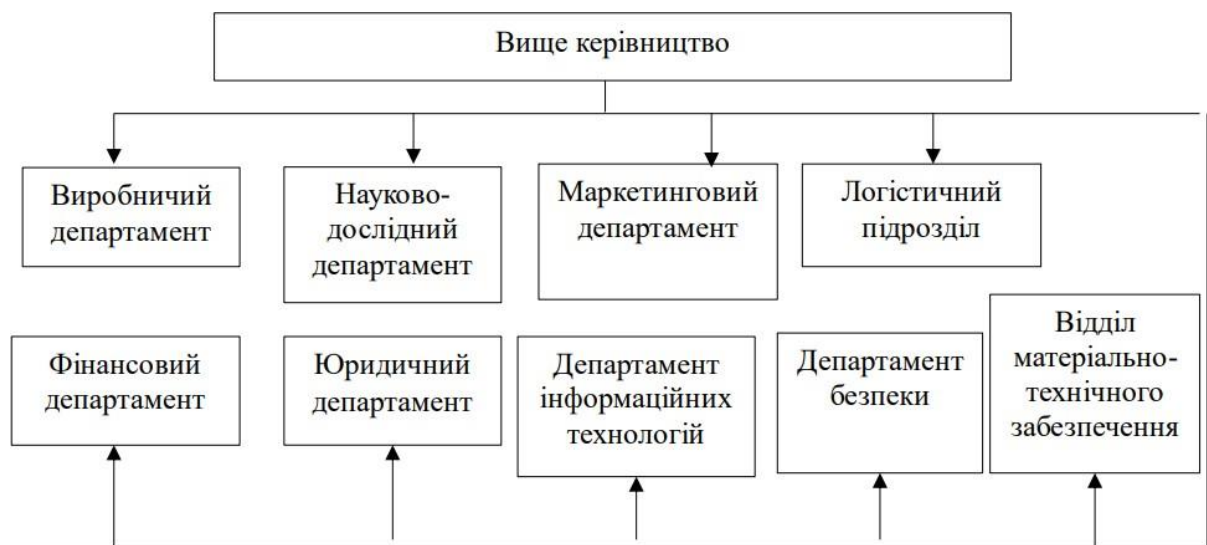 Вище керівництво
Виробничий
департамент
Науково-
дослідний
департамент
Маркетинговий
департамент
Логістичний
підрозділ
Фінансовий
департамент
Юридичний
департамент
Департамент
інформаційних
технологій
Департамент
безпеки
Відділ
матеріально-
технічного
забезпечення